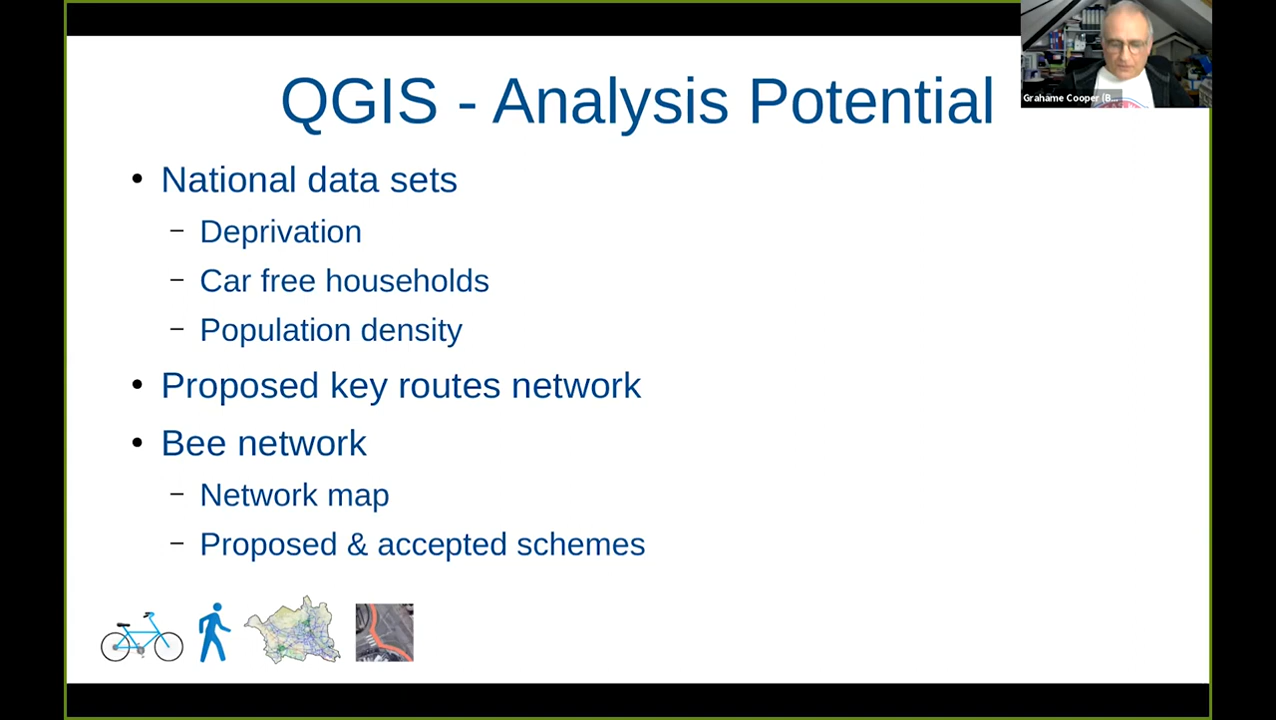 QGIS - Analysis Potential
Grahame Cooper (B...
• National data sets
– Deprivation
– Car free households
– Population density
• Proposed key routes network
• Bee network
– Network map
– Proposed & accepted schemes